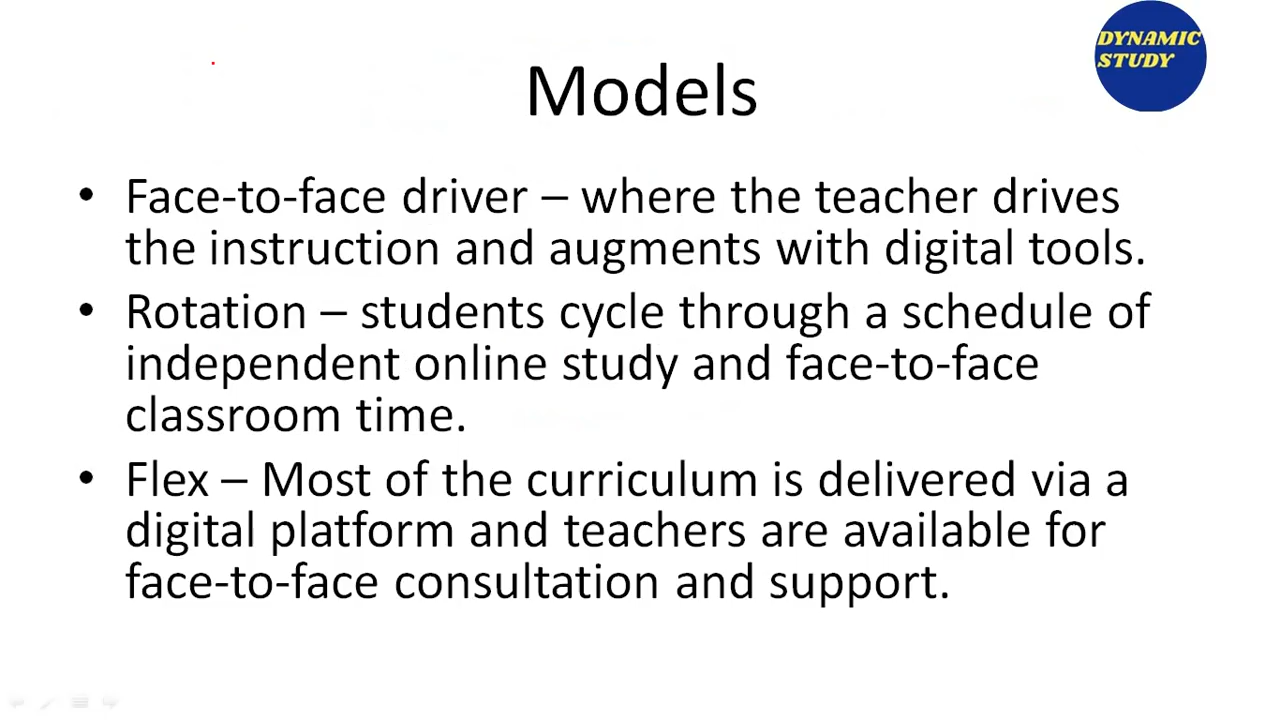 DYNAMIC
STUDY
Models
• Face-to-face driver – where the teacher drives
the instruction and augments with digital tools.
• Rotation – students cycle through a schedule of
independent online study and face-to-face
classroom time.
• Flex – Most of the curriculum is delivered via a
digital platform and teachers are available for
face-to-face consultation and support.